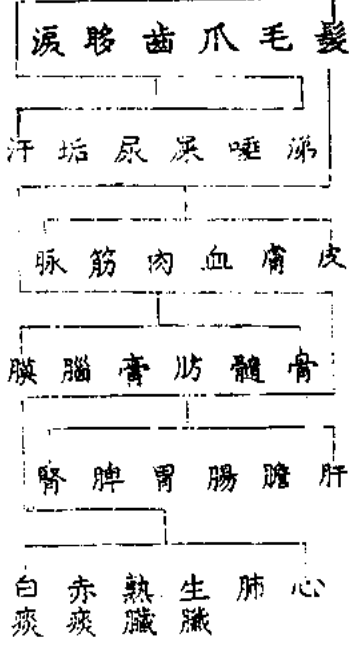 髮毛爪歯眵淚
涕唾屎尿垢汗
皮膚血肉筋脉
骨髓肪膏腦膜
肝膽腸胃脾腎
心肺生臟熟臟赤痰白痰